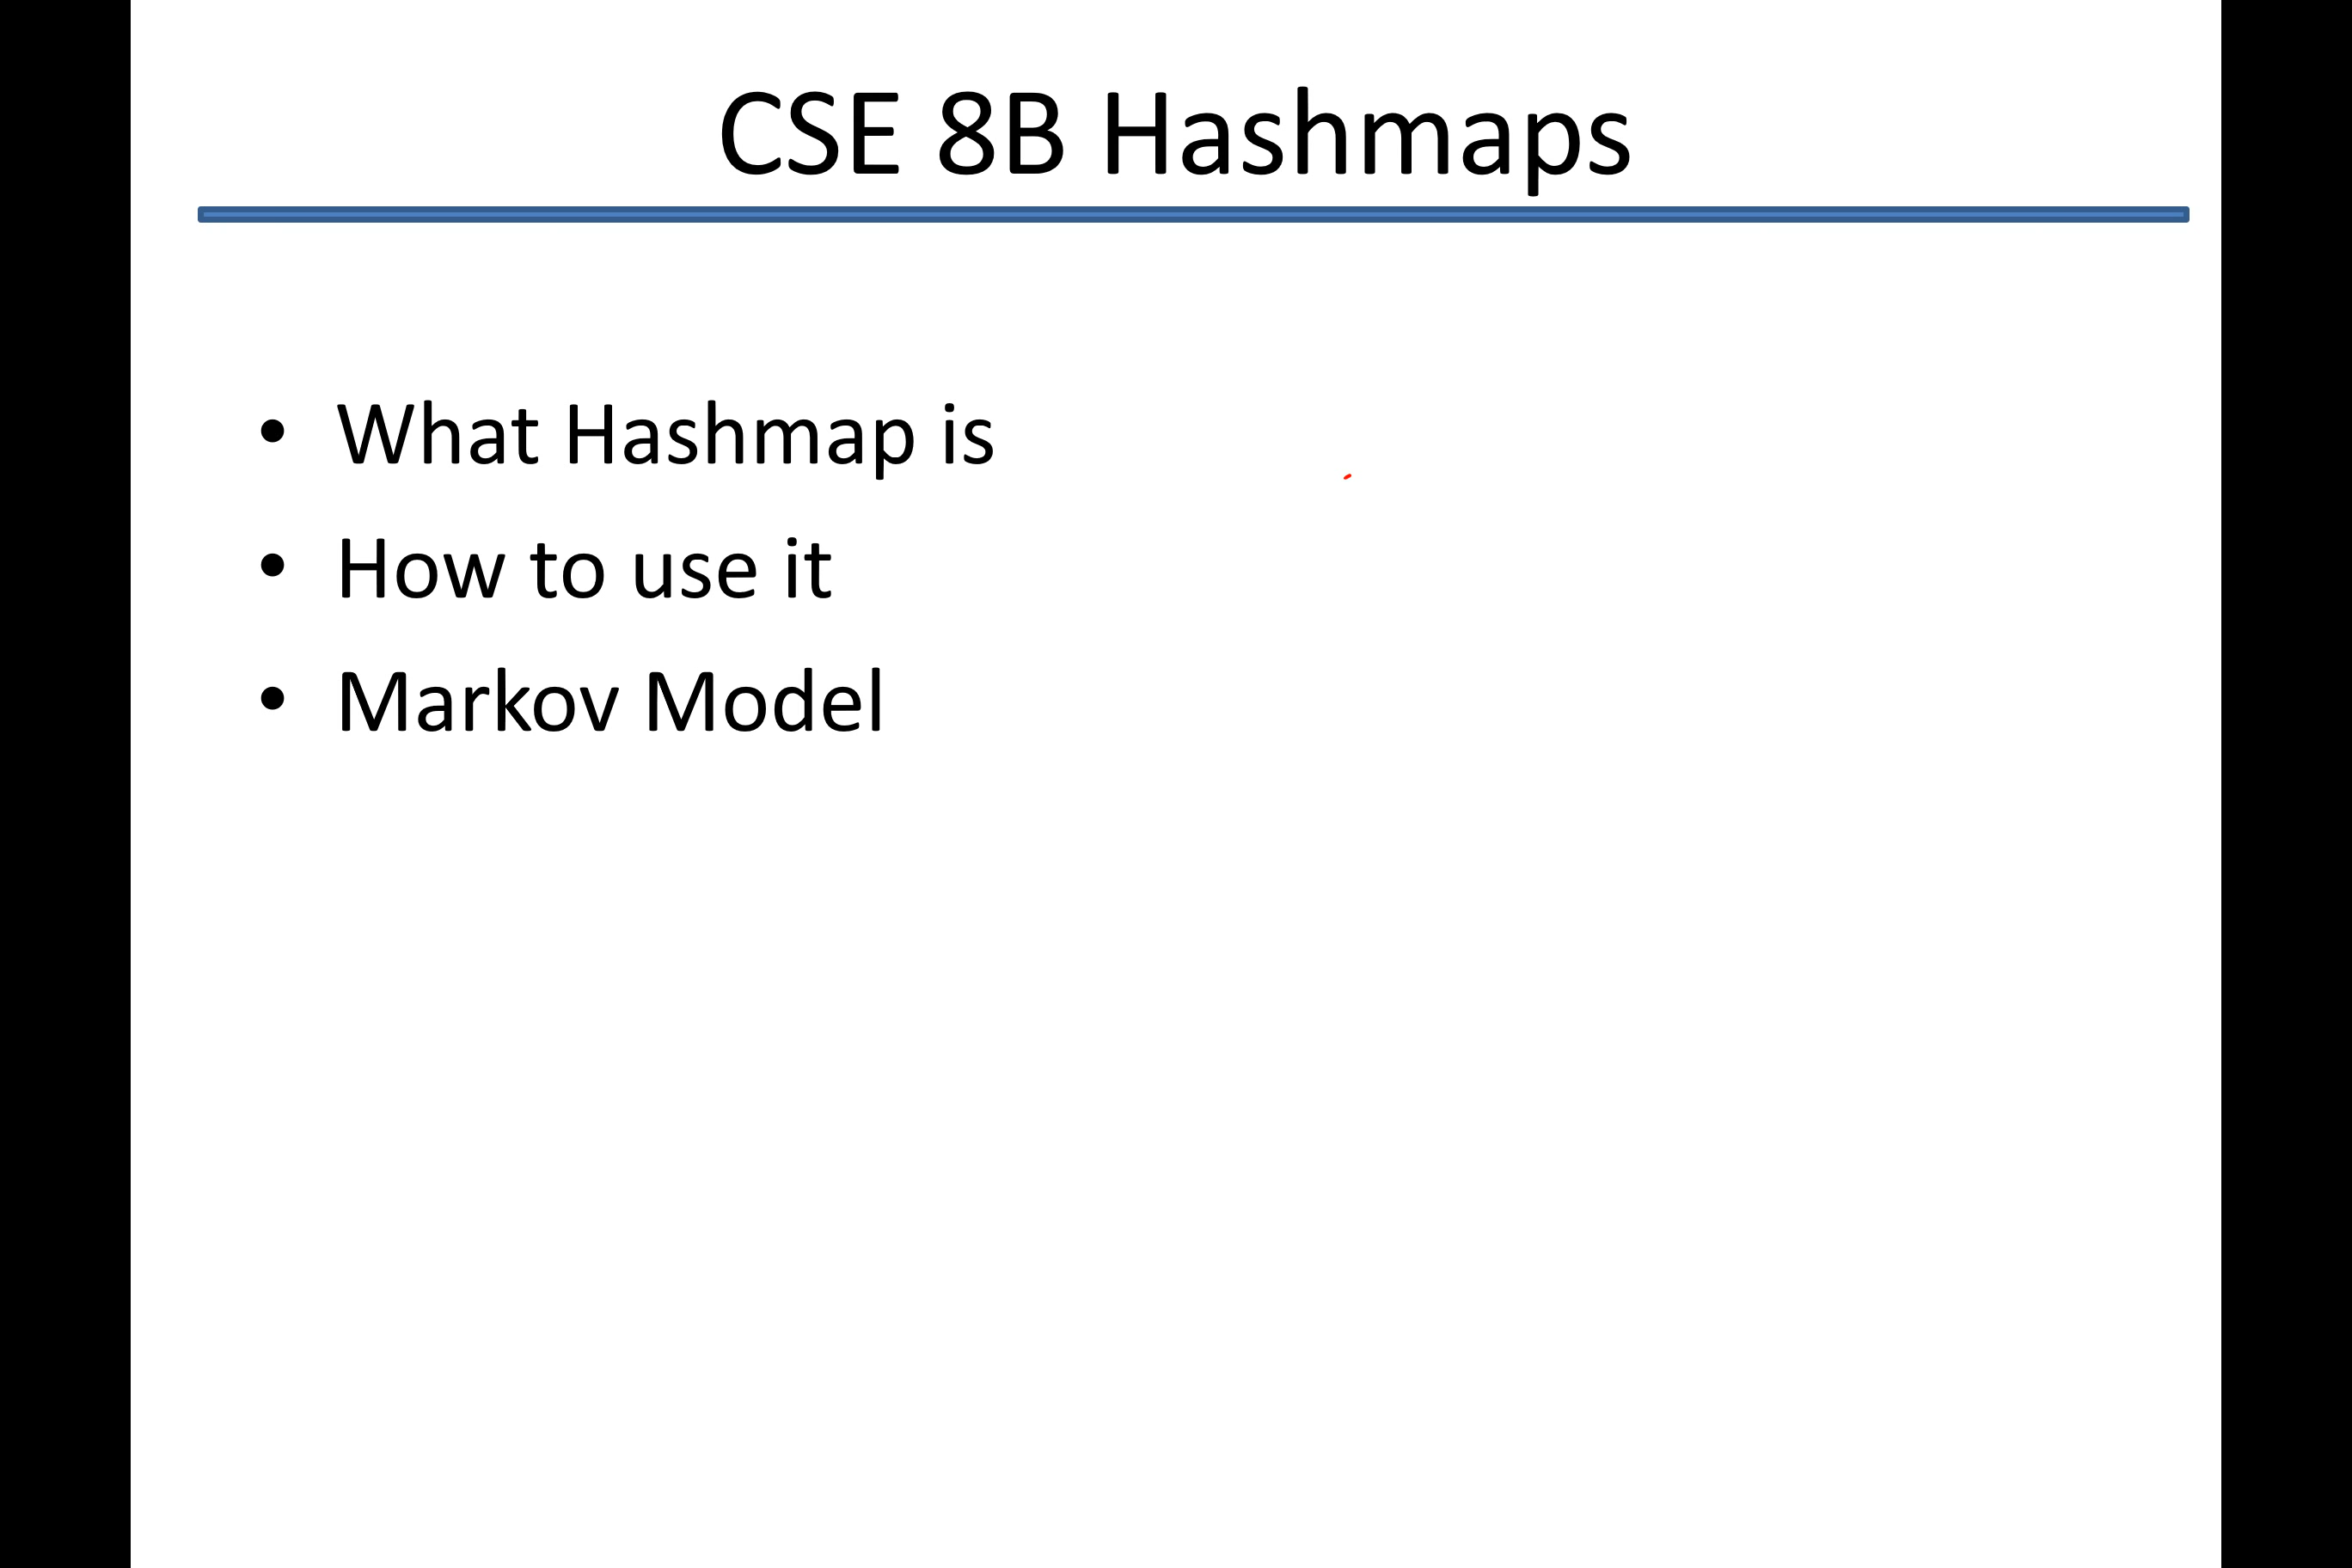 CSE 8B Hashmaps
• What Hashmap is
• How to use it
• Markov Model